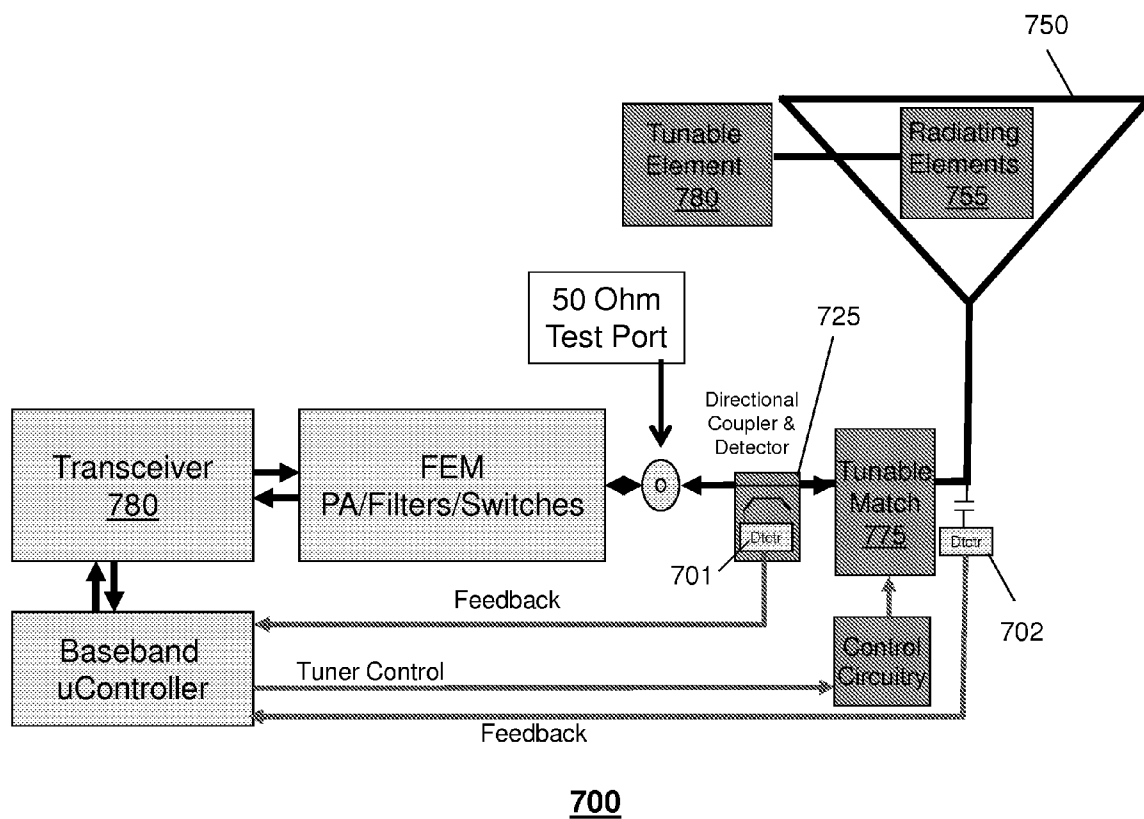 750
Tunable
Element
780
Radiating
Elements
755
50 Ohm
Test Port
725
Directional
Coupler &
Detector
Transceiver
780
FEM
PA/Filters/Switches
o
Tunable
Match
775
Dtctr
701
Dtctr
702
Feedback
Baseband
uController
Tuner Control
Control
Circuitry
Feedback
700